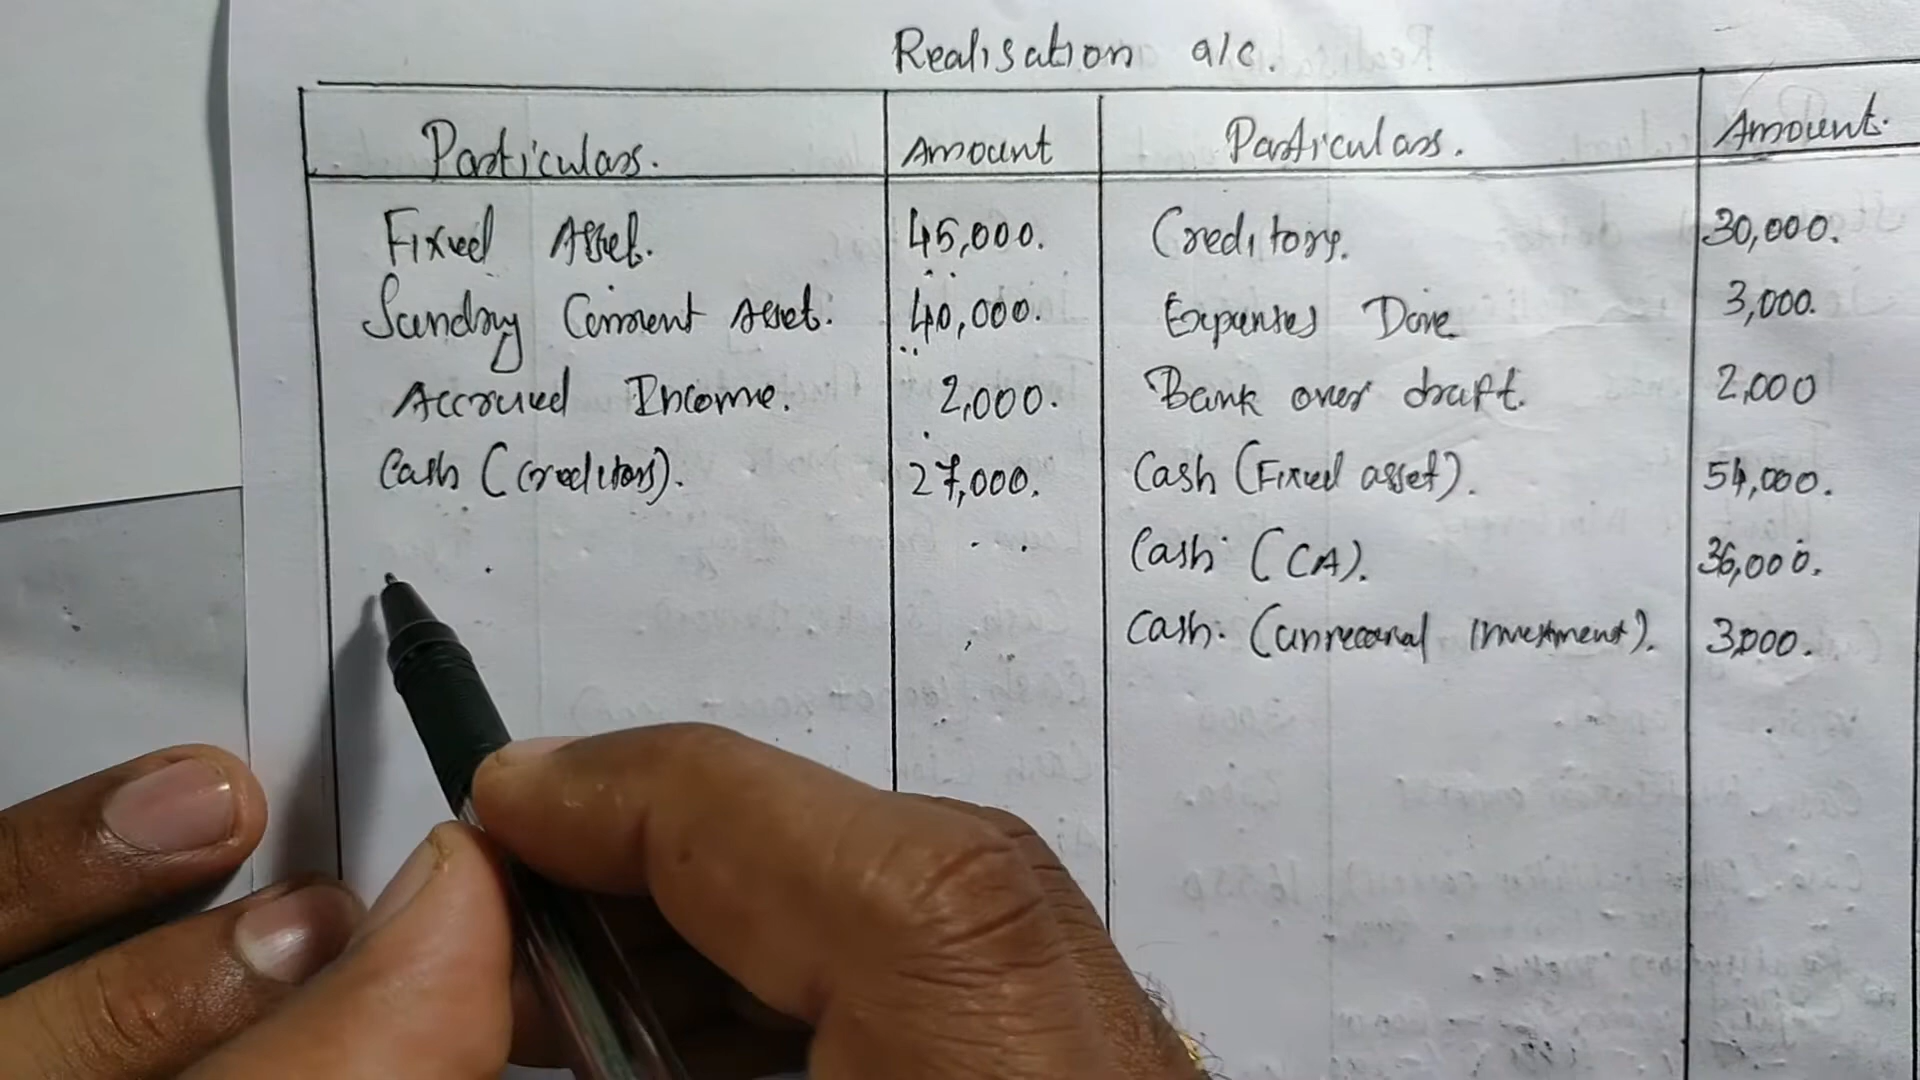 Realisation a/c.
Particulars. Amount Particulars. Amount.
Fixed Asset. 45,000. Creditors. 30,000.
Sundry Current Asset. 40,000. Expenses Due 3,000.
Accrued Income. 2,000. Bank over draft. 2,000
Cash (creditors). 27,000. Cash (Fixed asset). 54,000.
Cash (CA). 36,000.
Cash. ( Investment). 3,000.